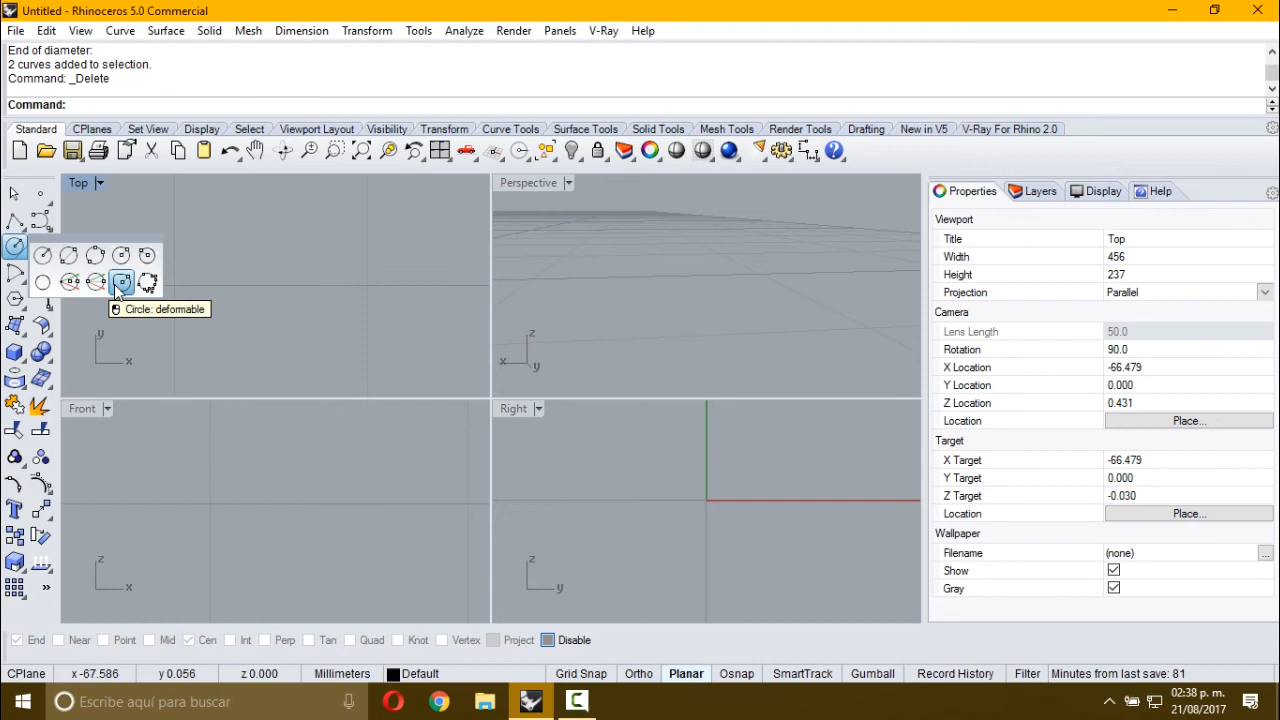 Untitled - Rhinoceros 5.0 Commercial
File Edit View Curve Surface Solid Mesh Dimension Transform Tools Analyze Render Panels V-Ray Help
End of diameter:
2 curves added to selection.
Command: _Delete
Command:
Standard CPlanes Set View Display Select Viewport Layout Visibility Transform Curve Tools Surface Tools Solid Tools Mesh Tools Render Tools Drafting New in V5 V-Ray For Rhino 2.0
Top
Perspective
Properties Layers Display Help
Viewport
Title Top
Width 456
Height 237
Projection Parallel
Camera
Lens Length 50.0
Rotation 90.0
X Location -66.479
Y Location 0.000
Z Location 0.431
Location Place...
Target
X Target -66.479
Y Target 0.000
Z Target -0.030
Location Place...
Wallpaper
Filename (none) ...
Show
Gray
Circle: deformable
y
x
z
x
y
Front
Right
z
x
z
y
End Near Point Mid Cen Int Perp Tan Quad Knot Vertex Project Disable
CPlane x -67.586 y 0.056 z 0.000 Millimeters Default Grid Snap Ortho Planar Osnap SmartTrack Gumball Record History Filter Minutes from last save: 81
Escribe aquí para buscar
02:38 p. m.
21/08/2017